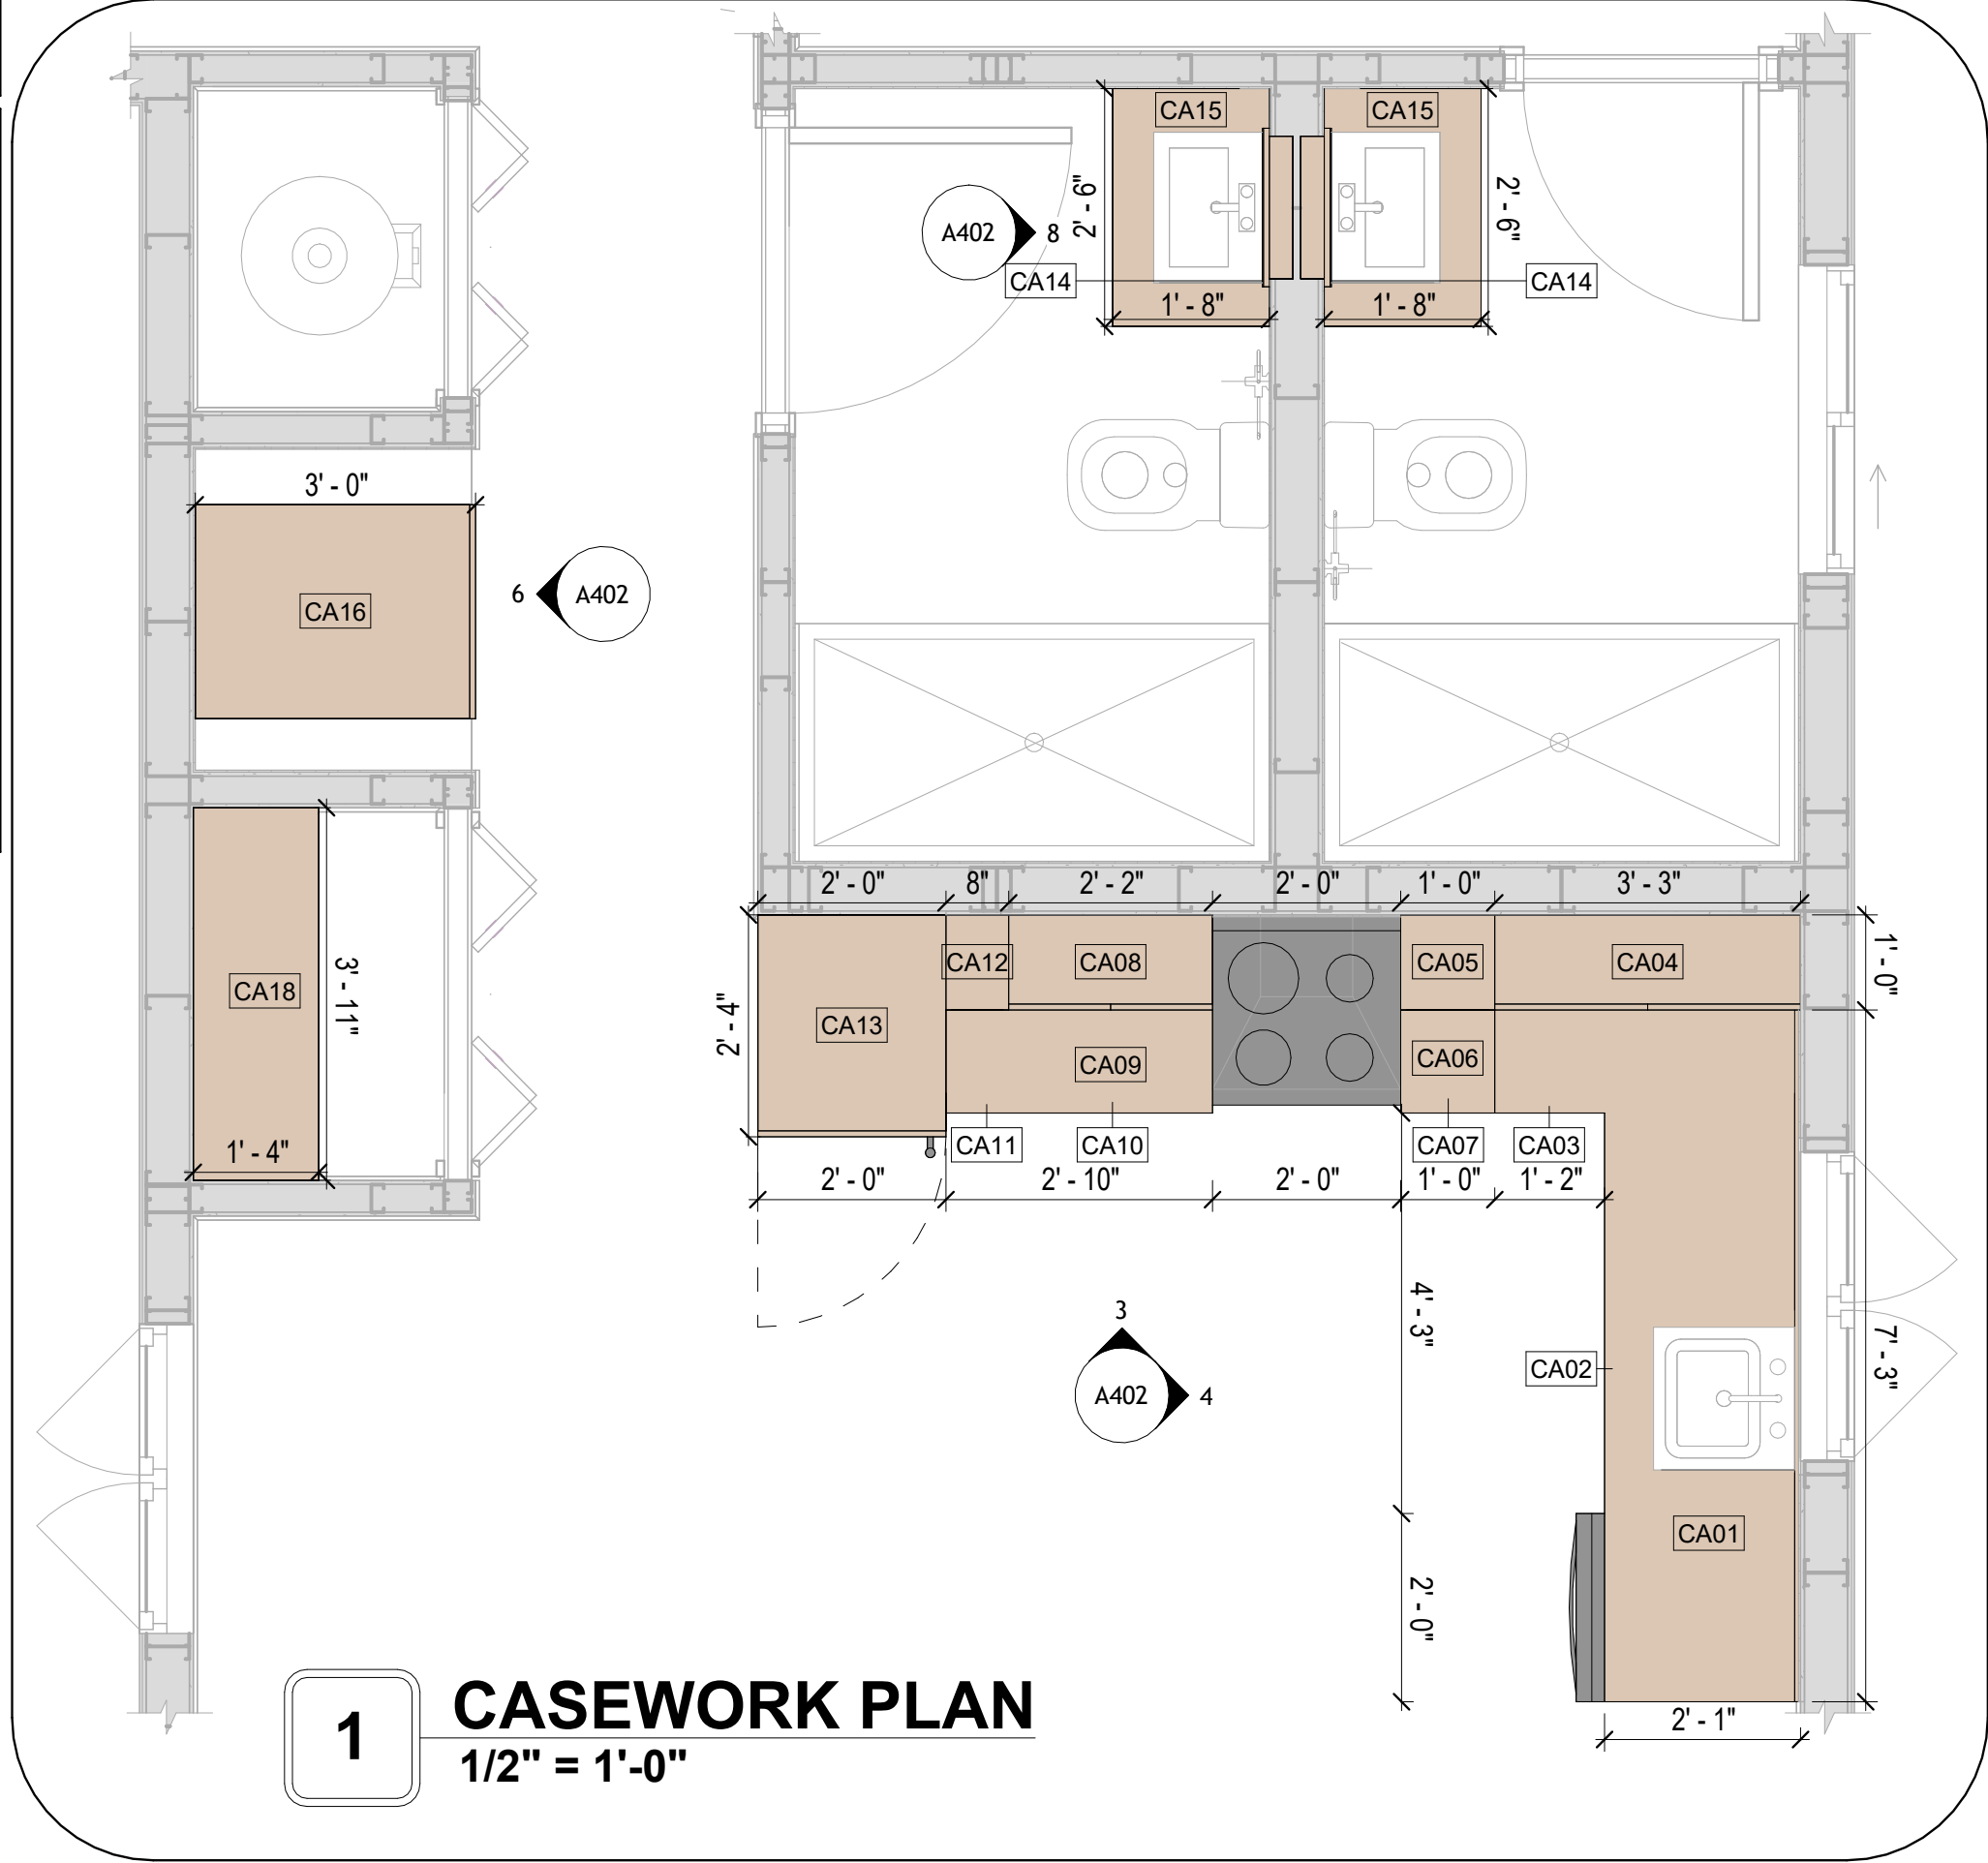 CA15
CA15
2' - 6"
2' - 6"
A402
8
CA14
CA14
1' - 8"
1' - 8"
3' - 0"
CA16
6
A402
2' - 0"
8"
2' - 2"
2' - 0"
1' - 0"
3' - 3"
CA18
3' - 11"
1' - 4"
2' - 4"
CA13
CA12
CA08
CA05
CA04
1' - 0"
CA09
CA06
CA11
CA10
CA07
CA03
2' - 0"
2' - 10"
2' - 0"
1' - 0"
1' - 2"
4' - 3"
3
A402
4
CA02
7' - 3"
CA01
2' - 0"
2' - 1"
1
CASEWORK PLAN
1/2" = 1'-0"